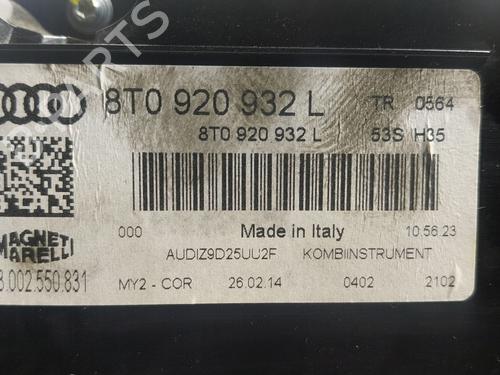 PARTS
8T0 920 932 L TR 0564
8T0 920 932 L 53S H35
000 Made in Italy 10.56.23
MAGNETI MARELLI
AUDIZ9D25UU2F KOMBIINSTRUMENT
3.002.550.831 MY2 - COR 26.02.14 0402 2102